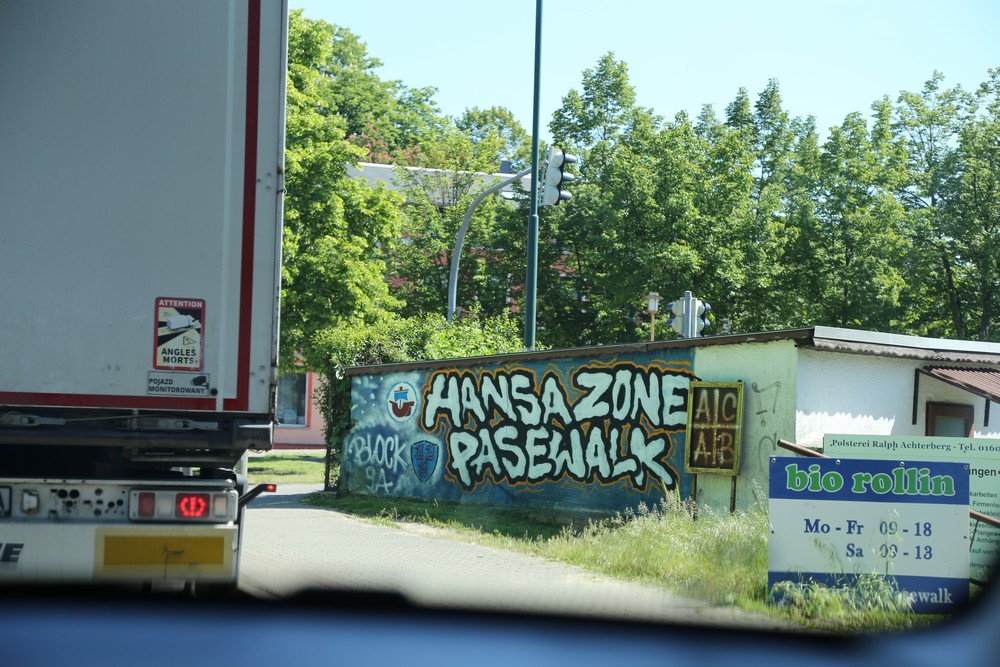 ATTENTION
ANGLES
MORTS
POJAZD
MONITOROWANY
HANSA ZONE
PASEWALK
BLOCK
9A
A|C
A|B
Polsterei Ralph Achterberg - Tel. 0160
bio rollin
Mo - Fr 09 - 18
Sa 09 - 13